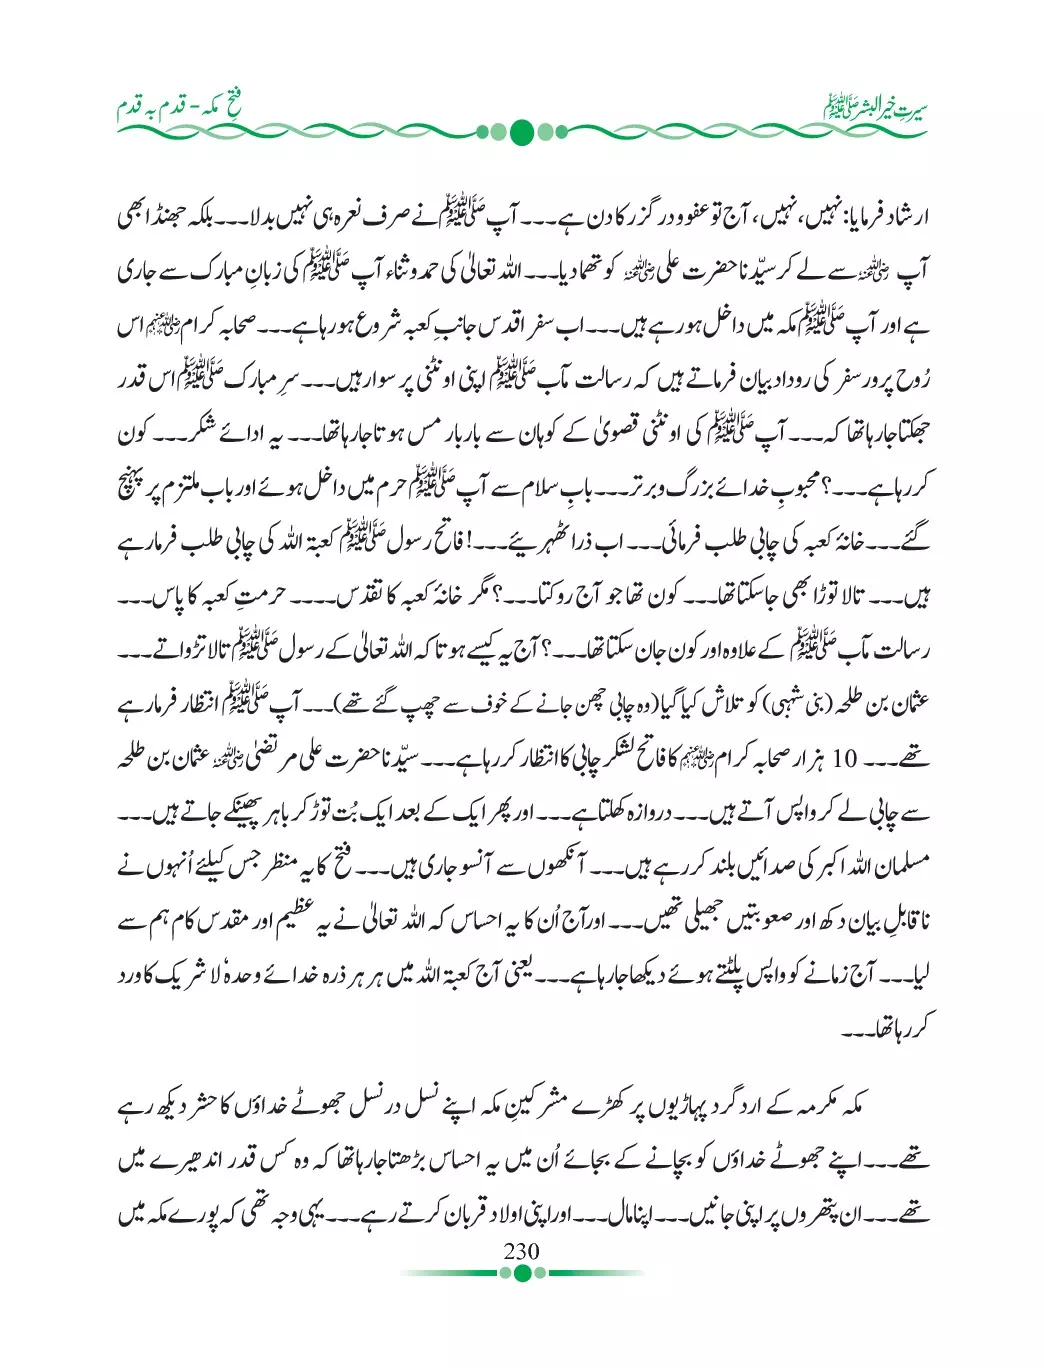 سیرتِ خیر البشر ﷺ
فتحِ مکہ - قدم بہ قدم
ارشاد فرمایا: نہیں، نہیں، آج تو عفو و درگزر کا دن ہے۔۔۔ آپ ﷺ نے صرف نعرہ ہی نہیں بدلا۔۔۔ بلکہ جھنڈا بھی
آپ رضی اللہ عنہ سے لے کر سیّدنا حضرت علی رضی اللہ عنہ کو تھما دیا۔۔۔ اللہ تعالیٰ کی حمد و ثناء آپ ﷺ کی زبانِ مبارک سے جاری
ہے اور آپ ﷺ مکہ میں داخل ہو رہے ہیں۔۔۔ اب سفر اقدس جانبِ کعبہ شروع ہو رہا ہے۔۔۔ صحابہ کرام رضی اللہ عنہم اس
رُوح پرور سفر کی روداد بیان فرماتے ہیں کہ رسالت مآب ﷺ اپنی اونٹنی پر سوار ہیں۔۔۔ سرِ مبارک ﷺ اس قدر
جھکتا جا رہا تھا کہ۔۔۔ آپ ﷺ کی اونٹنی قصویٰ کے کوہان سے بار بار مس ہوتا جا رہا تھا۔۔۔ یہ ادائے شکر۔۔۔ کون
کر رہا ہے۔۔۔؟ محبوبِ خدائے بزرگ و برتر۔۔۔ بابِ سلام سے آپ ﷺ حرم میں داخل ہوئے اور باب ملتزم پر پہنچ
گئے۔۔۔ خانۂ کعبہ کی چابی طلب فرمائی۔۔۔ اب ذرا ٹھہریئے۔۔۔! فاتح رسول ﷺ کعبۃ اللہ کی چابی طلب فرما رہے
ہیں۔۔۔ تالا توڑا بھی جا سکتا تھا۔۔۔ کون تھا جو آج روکتا۔۔۔؟ مگر خانۂ کعبہ کا تقدّس۔۔۔۔ حرمتِ کعبہ کا پاس۔۔۔
رسالت مآب ﷺ کے علاوہ اور کون جان سکتا تھا۔۔۔؟ آج یہ کیسے ہوتا کہ اللہ تعالیٰ کے رسول ﷺ تالا تڑواتے۔۔۔
عثمان بن طلحہ (بنی شیبی) کو تلاش کیا گیا (وہ چابی چھن جانے کے خوف سے چھپ گئے تھے)۔۔۔ آپ ﷺ انتظار فرما رہے
تھے۔۔۔ 10 ہزار صحابہ کرام رضی اللہ عنہم کا فاتح لشکر چابی کا انتظار کر رہا ہے۔۔۔ سیّدنا حضرت علی مرتضیٰ رضی اللہ عنہ عثمان بن طلحہ
سے چابی لے کر واپس آتے ہیں۔۔۔ دروازہ کھلتا ہے۔۔۔ اور پھر ایک کے بعد ایک بُت توڑ کر باہر پھینکے جاتے ہیں۔۔۔
مسلمان اللہ اکبر کی صدائیں بلند کر رہے ہیں۔۔۔ آنکھوں سے آنسو جاری ہیں۔۔۔ فتح کا یہ منظر جس کیلئے اُنہوں نے
ناقابلِ بیان دکھ اور صعوبتیں جھیلی تھیں۔۔۔ اور آج اُن کا یہ احساس کہ اللہ تعالیٰ نے یہ عظیم اور مقدس کام ہم سے
لیا۔۔۔ آج زمانے کو واپس پلٹتے ہوئے دیکھا جا رہا ہے۔۔۔ یعنی آج کعبۃ اللہ میں ہر ہر ذرہ خدائے وحدہٗ لا شریک کا ورد
کر رہا تھا۔۔۔
مکہ مکرمہ کے ارد گرد پہاڑیوں پر کھڑے مشرکینِ مکہ اپنے نسل در نسل جھوٹے خداؤں کا حشر دیکھ رہے
تھے۔۔۔ اپنے جھوٹے خداؤں کو بچانے کے بجائے اُن میں یہ احساس بڑھتا جا رہا تھا کہ وہ کس قدر اندھیرے میں
تھے۔۔۔ ان پتھروں پر اپنی جانیں۔۔۔ اپنا مال۔۔۔ اور اپنی اولاد قربان کرتے رہے۔۔۔ یہی وجہ تھی کہ پورے مکہ میں
230